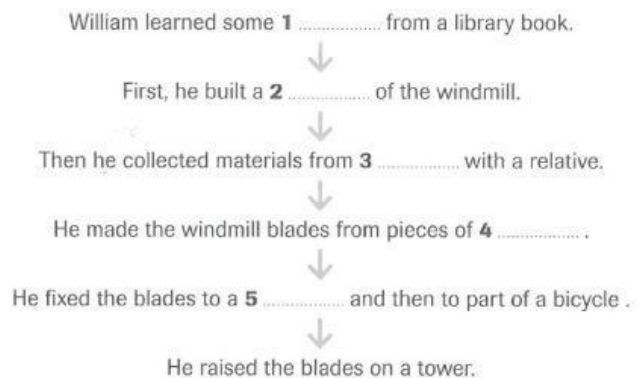 William learned some 1 ................ from a library book.
First, he built a 2 ................ of the windmill.
Then he collected materials from 3 ................ with a relative.
He made the windmill blades from pieces of 4 ................ .
He fixed the blades to a 5 ................ and then to part of a bicycle .
He raised the blades on a tower.